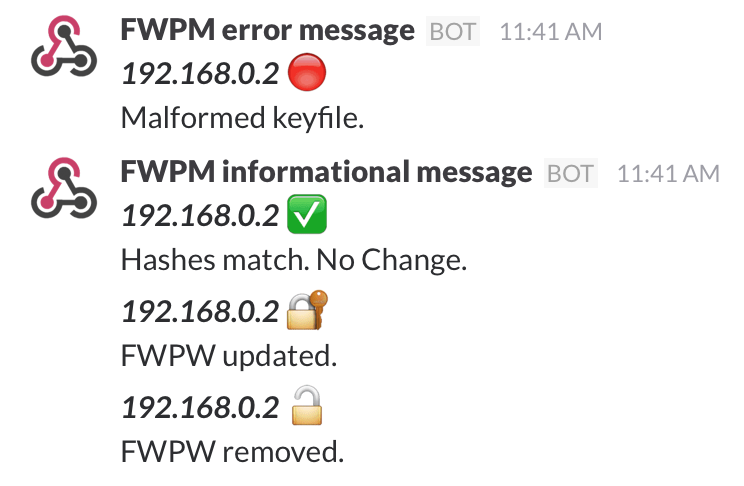 FWPM error message BOT 11:41 AM
192.168.0.2
Malformed keyfile.
FWPM informational message BOT 11:41 AM
192.168.0.2
Hashes match. No Change.
192.168.0.2
FWPW updated.
192.168.0.2
FWPW removed.